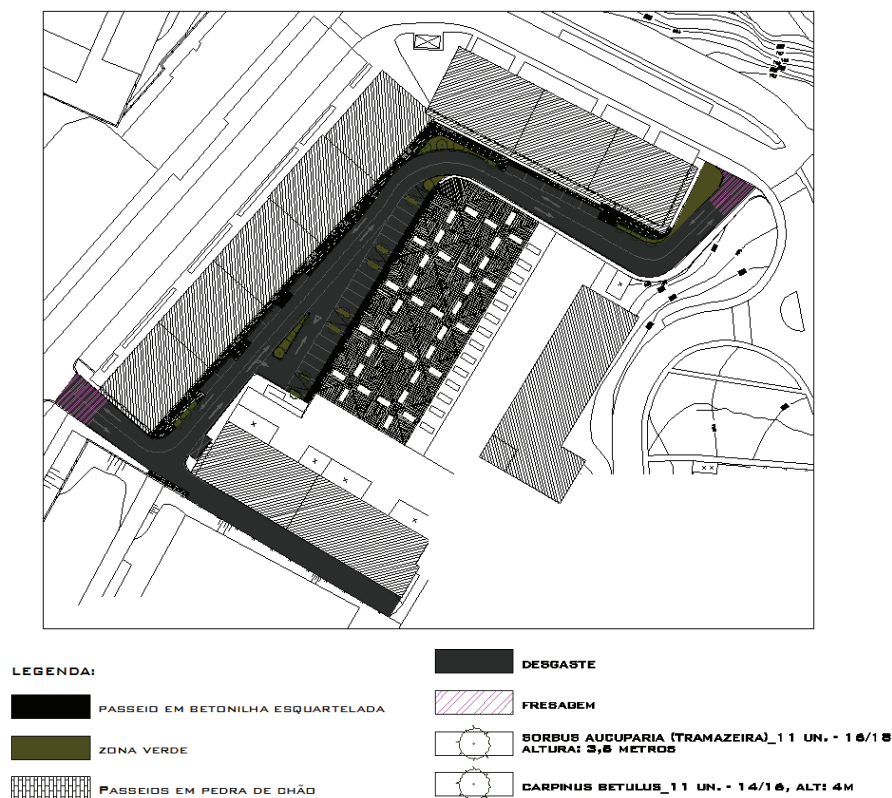 LEGENDA:
PASSEIO EM BETONILHA ESQUARTELADA
ZONA VERDE
PASSEIOS EM PEDRA DE CHÃO
DESGASTE
FRESAGEM
SORBUS AUCUPARIA (TRAMAZEIRA)_11 UN. - 16/18
ALTURA: 3,5 METROS
CARPINUS BETULUS_11 UN. - 14/16, ALT: 4M